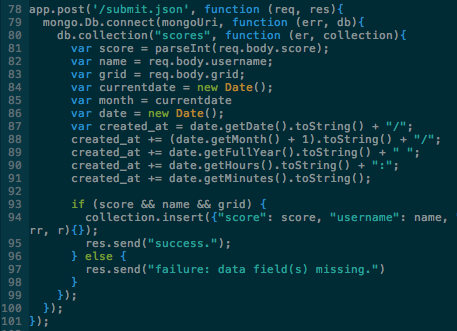 78 app.post('/submit.json', function (req, res){
79   mongo.Db.connect(mongoUri, function (err, db){
80     db.collection("scores", function (er, collection){
81       var score = parseInt(req.body.score);
82       var name = req.body.username;
83       var grid = req.body.grid;
84       var currentdate = new Date();
85       var month = currentdate
86       var date = new Date();
87       var created_at = date.getDate().toString() + "/";
88       created_at += (date.getMonth() + 1).toString() + "/";
89       created_at += date.getFullYear().toString() + " ";
90       created_at += date.getHours().toString() + ":";
91       created_at += date.getMinutes().toString();
92
93       if (score && name && grid) {
94         collection.insert({"score": score, "username": name,
rr, r){});
95         res.send("success.");
96       } else {
97         res.send("failure: data field(s) missing.")
98       }
99     });
100   });
101 });